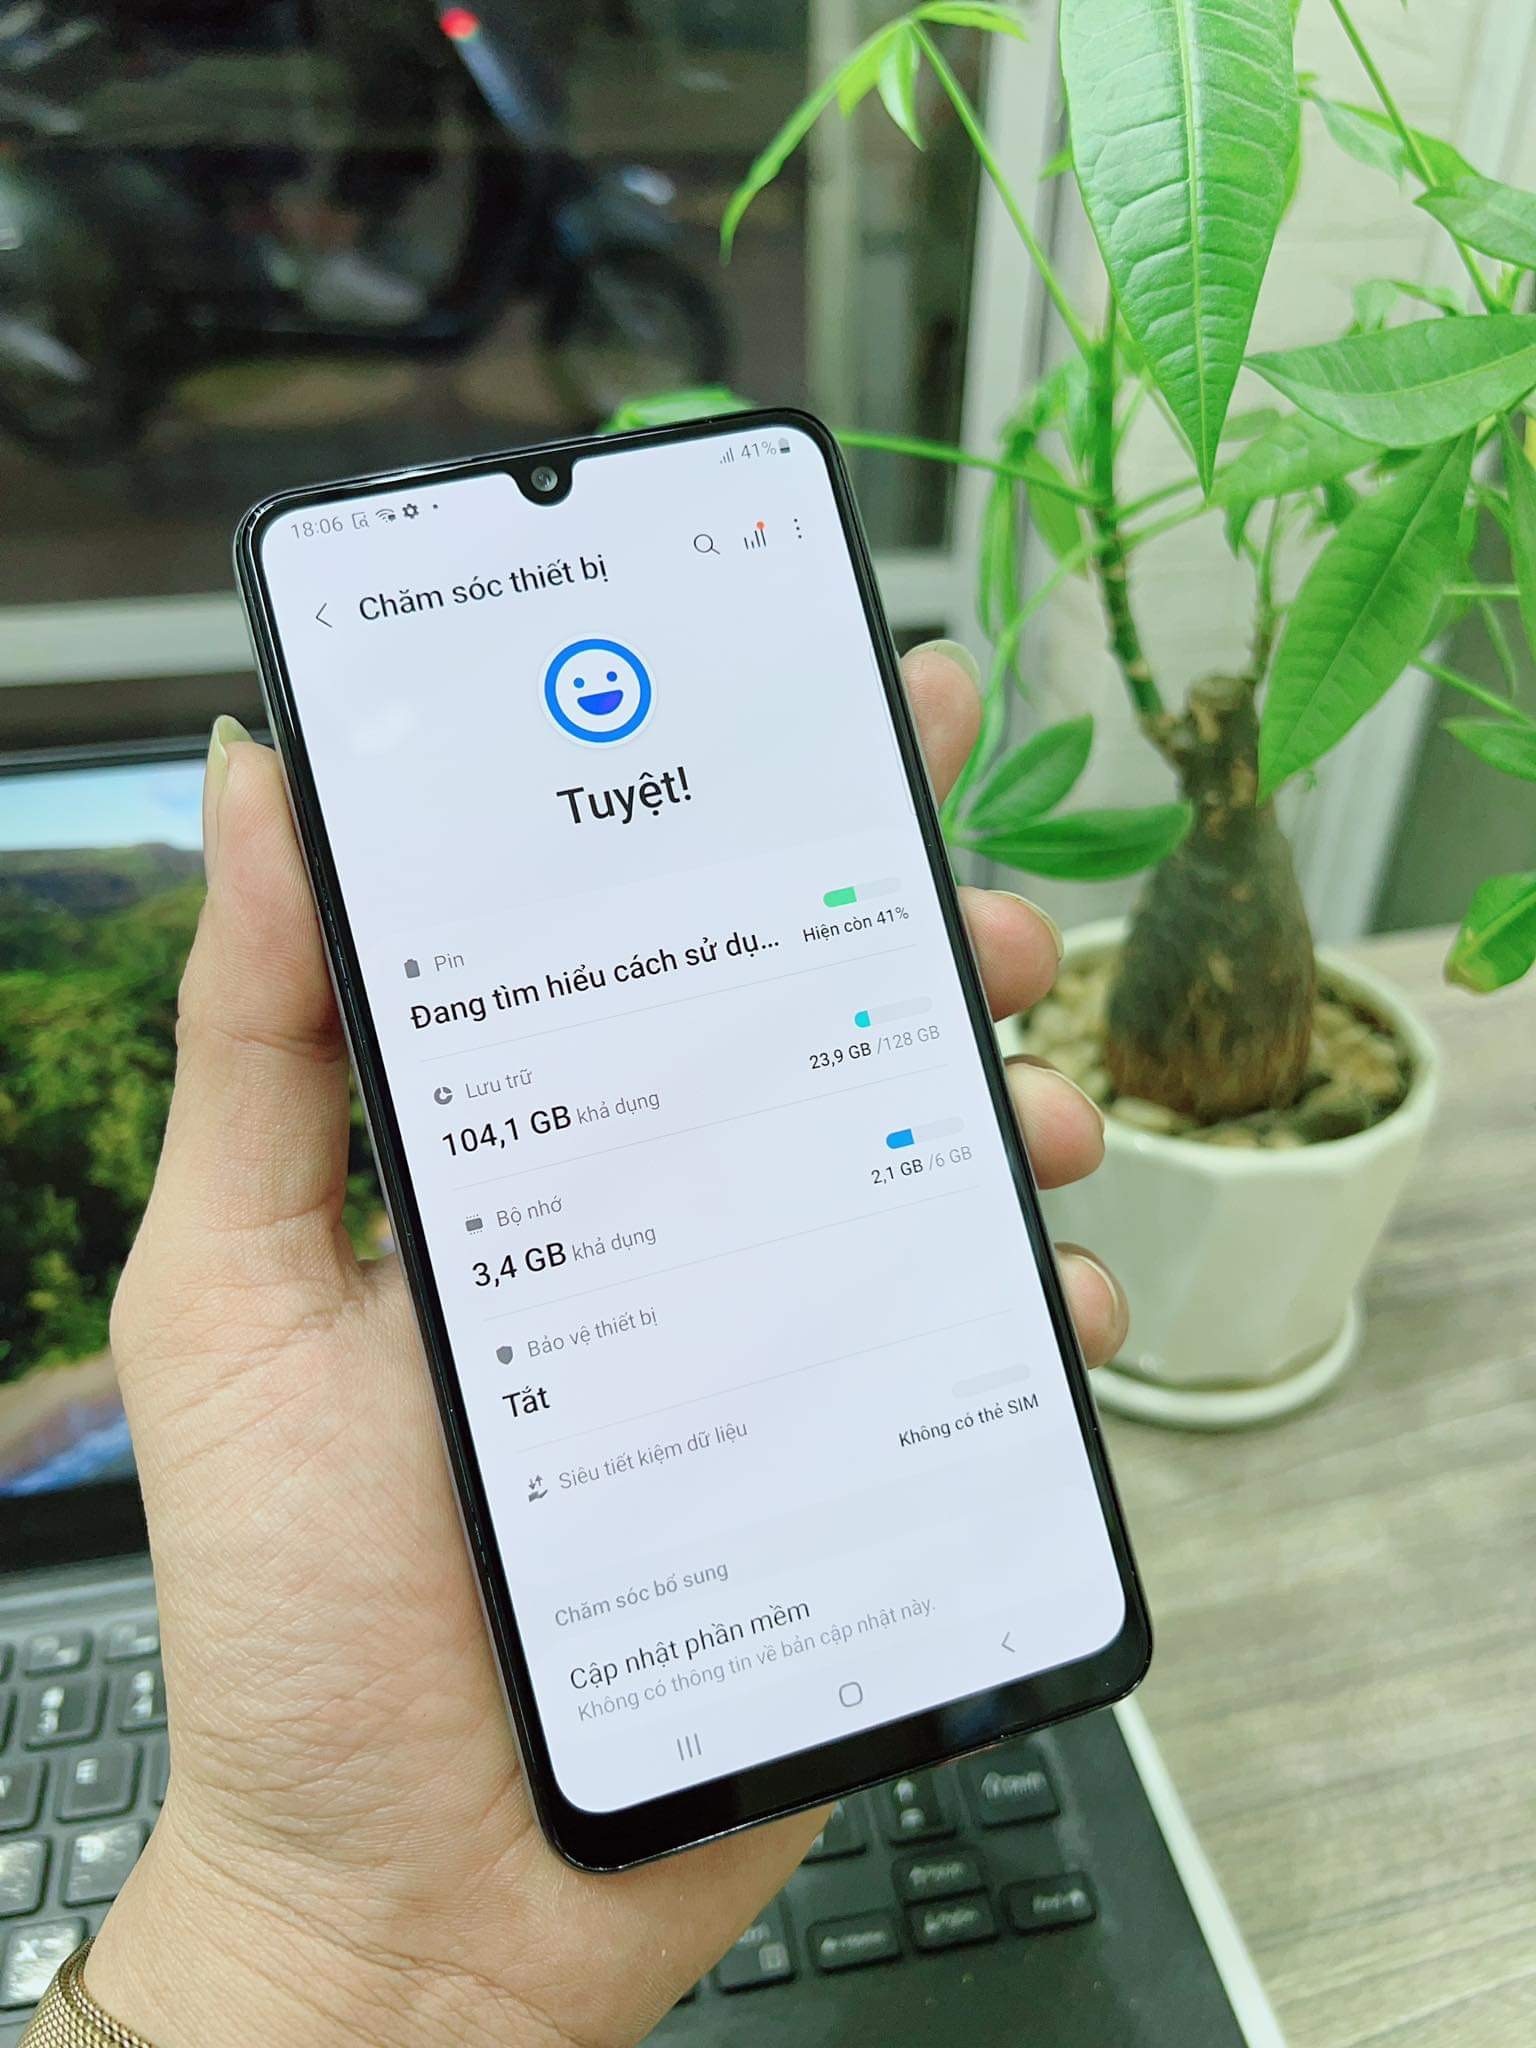 18:06
41%
Chăm sóc thiết bị
Tuyệt!
Pin
Đang tìm hiểu cách sử dụ...
Hiện còn 41%
Lưu trữ
104,1 GB khả dụng
23,9 GB /128 GB
Bộ nhớ
3,4 GB khả dụng
2,1 GB /6 GB
Bảo vệ thiết bị
Tắt
Siêu tiết kiệm dữ liệu
Không có thẻ SIM
Chăm sóc bổ sung
Cập nhật phần mềm
Không có thông tin về bản cập nhật này.